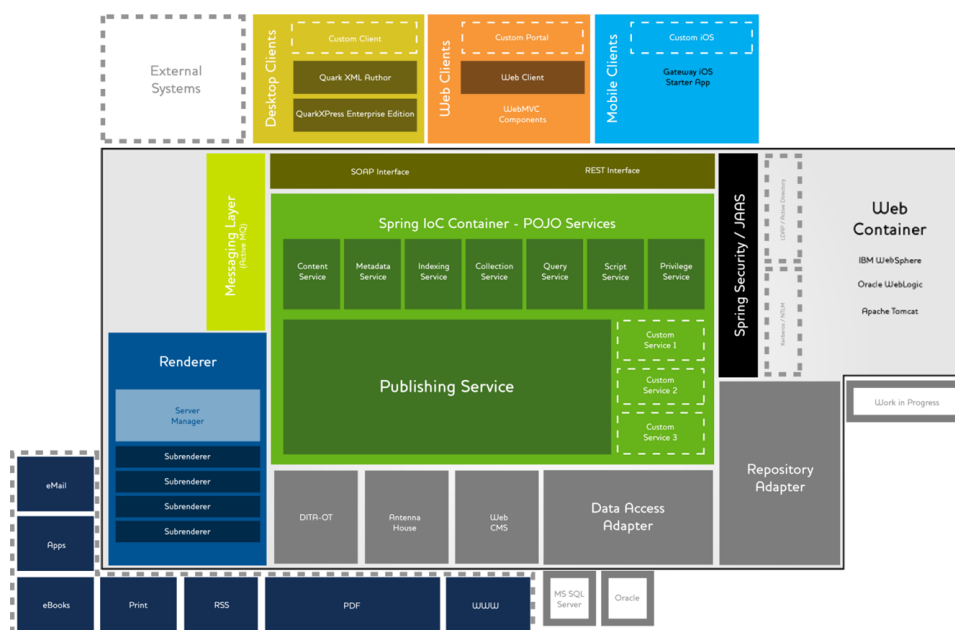 External
Systems
Desktop Clients
Custom Client
Quark XML Author
QuarkXPress Enterprise Edition
Web Clients
Custom Portal
Web Client
WebMVC
Components
Mobile Clients
Custom iOS
Gateway iOS
Starter App
Messaging Layer
(Active MQ)
SOAP Interface
REST Interface
Spring IoC Container - POJO Services
Content
Service
Metadata
Service
Indexing
Service
Collection
Service
Query
Service
Script
Service
Privilege
Service
Publishing Service
Custom
Service 1
Custom
Service 2
Custom
Service 3
Spring Security / JAAS
LDAP / Active Directory
Kerberos / NTLM
Web
Container
IBM WebSphere
Oracle WebLogic
Apache Tomcat
Work in Progress
Renderer
Server
Manager
Subrenderer
Subrenderer
Subrenderer
Subrenderer
DITA-OT
Antenna
House
Web
CMS
Data Access
Adapter
Repository
Adapter
eMail
Apps
eBooks
Print
RSS
PDF
WWW
MS SQL
Server
Oracle